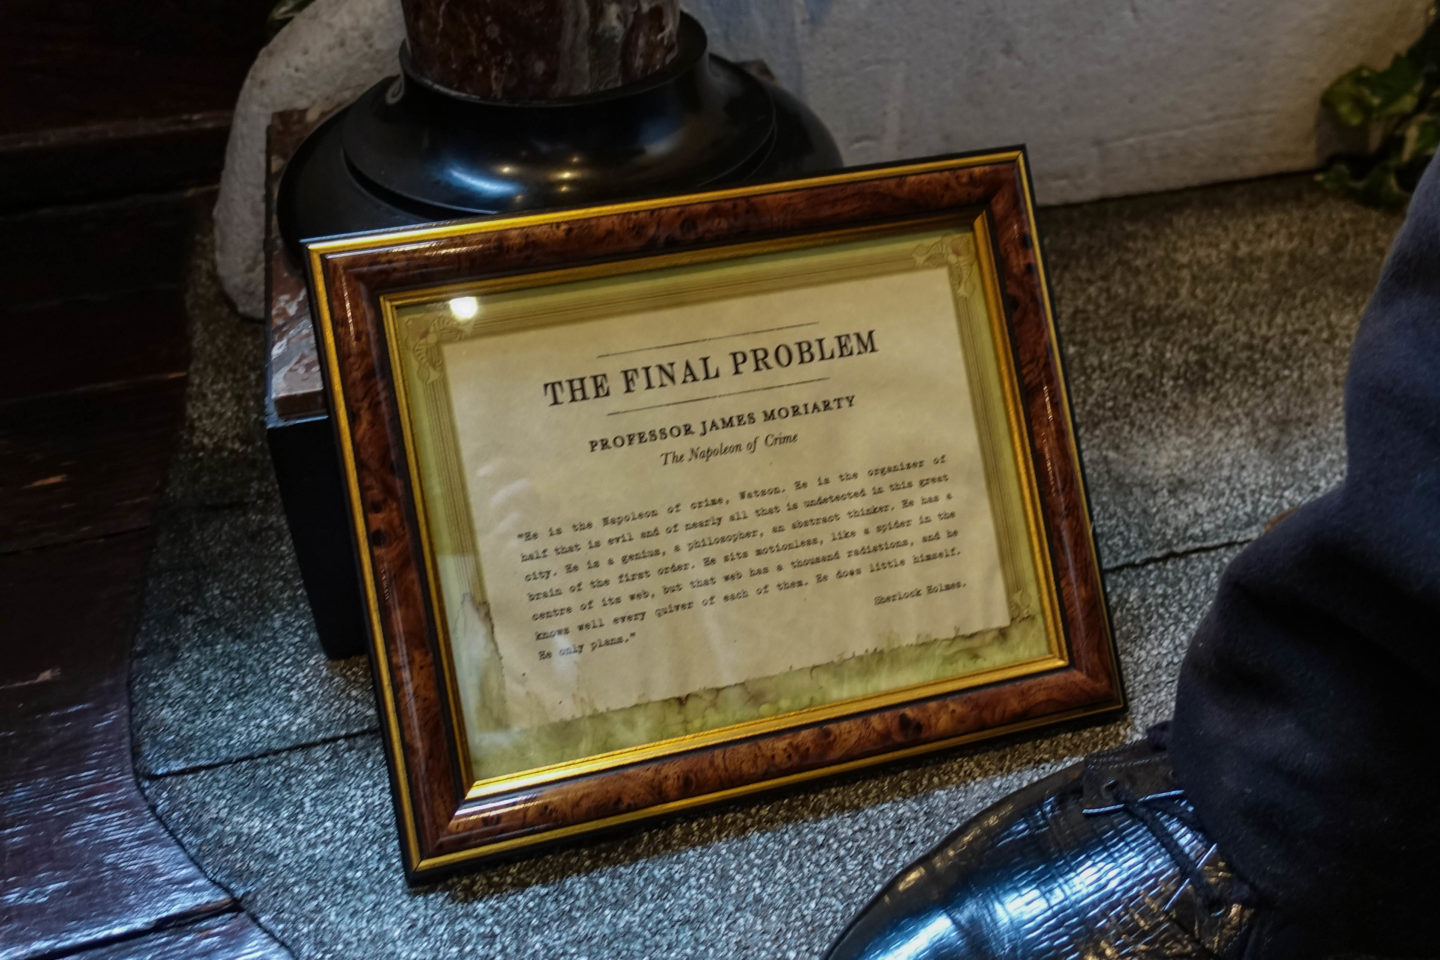 THE FINAL PROBLEM
PROFESSOR JAMES MORIARTY
The Napoleon of Crime
"He is the Napoleon of crime, Watson. He is the organizer of
half that is evil and of nearly all that is undetected in this great
city. He is a genius, a philosopher, an abstract thinker. He has a
brain of the first order. He sits motionless, like a spider in the
centre of its web, but that web has a thousand radiations, and he
knows well every quiver of each of them. He does little himself.
He only plans."
Sherlock Holmes.